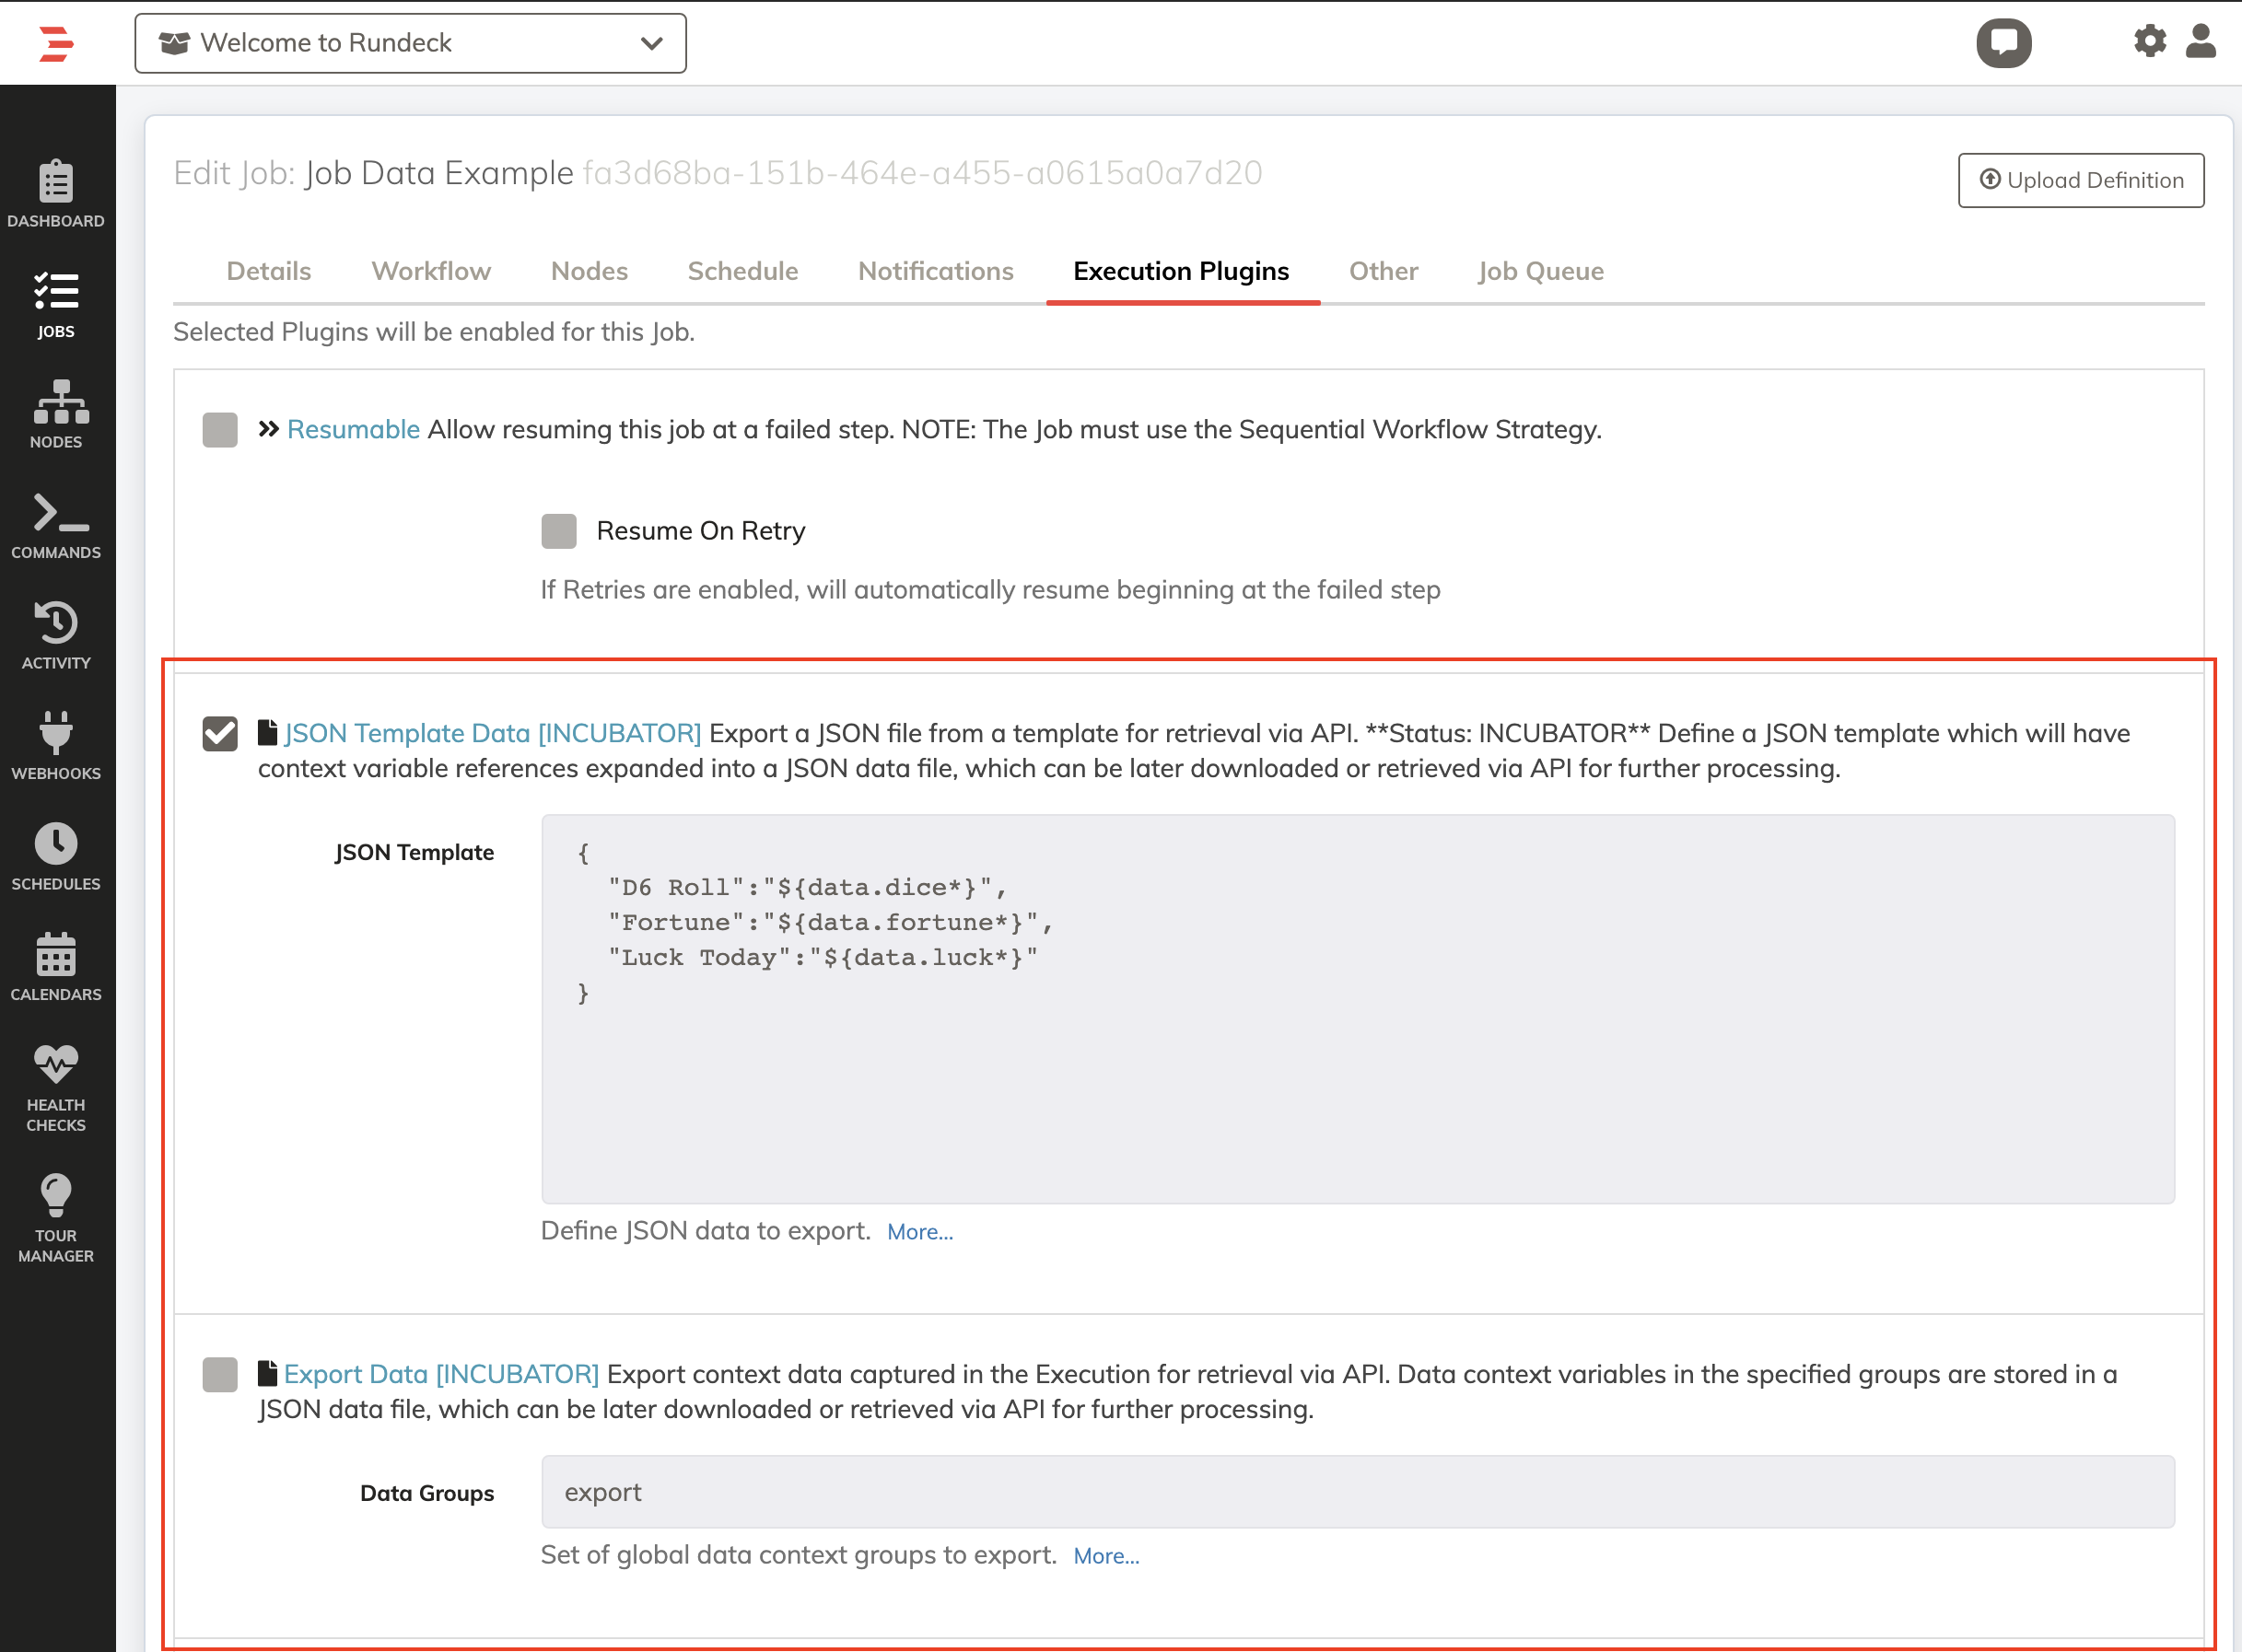 Welcome to Rundeck
DASHBOARD
JOBS
NODES
COMMANDS
ACTIVITY
WEBHOOKS
SCHEDULES
CALENDARS
HEALTH
CHECKS
TOUR
MANAGER
Edit Job: Job Data Example fa3d68ba-151b-464e-a455-a0615a0a7d20
Upload Definition
Details Workflow Nodes Schedule Notifications Execution Plugins Other Job Queue
Selected Plugins will be enabled for this Job.
Resumable Allow resuming this job at a failed step. NOTE: The Job must use the Sequential Workflow Strategy.
Resume On Retry
If Retries are enabled, will automatically resume beginning at the failed step
JSON Template Data [INCUBATOR] Export a JSON file from a template for retrieval via API. **Status: INCUBATOR** Define a JSON template which will have
context variable references expanded into a JSON data file, which can be later downloaded or retrieved via API for further processing.
JSON Template
{
"D6 Roll":"${data.dice*}",
"Fortune":"${data.fortune*}",
"Luck Today":"${data.luck*}"
}
Define JSON data to export. More...
Export Data [INCUBATOR] Export context data captured in the Execution for retrieval via API. Data context variables in the specified groups are stored in a
JSON data file, which can be later downloaded or retrieved via API for further processing.
Data Groups
export
Set of global data context groups to export. More...